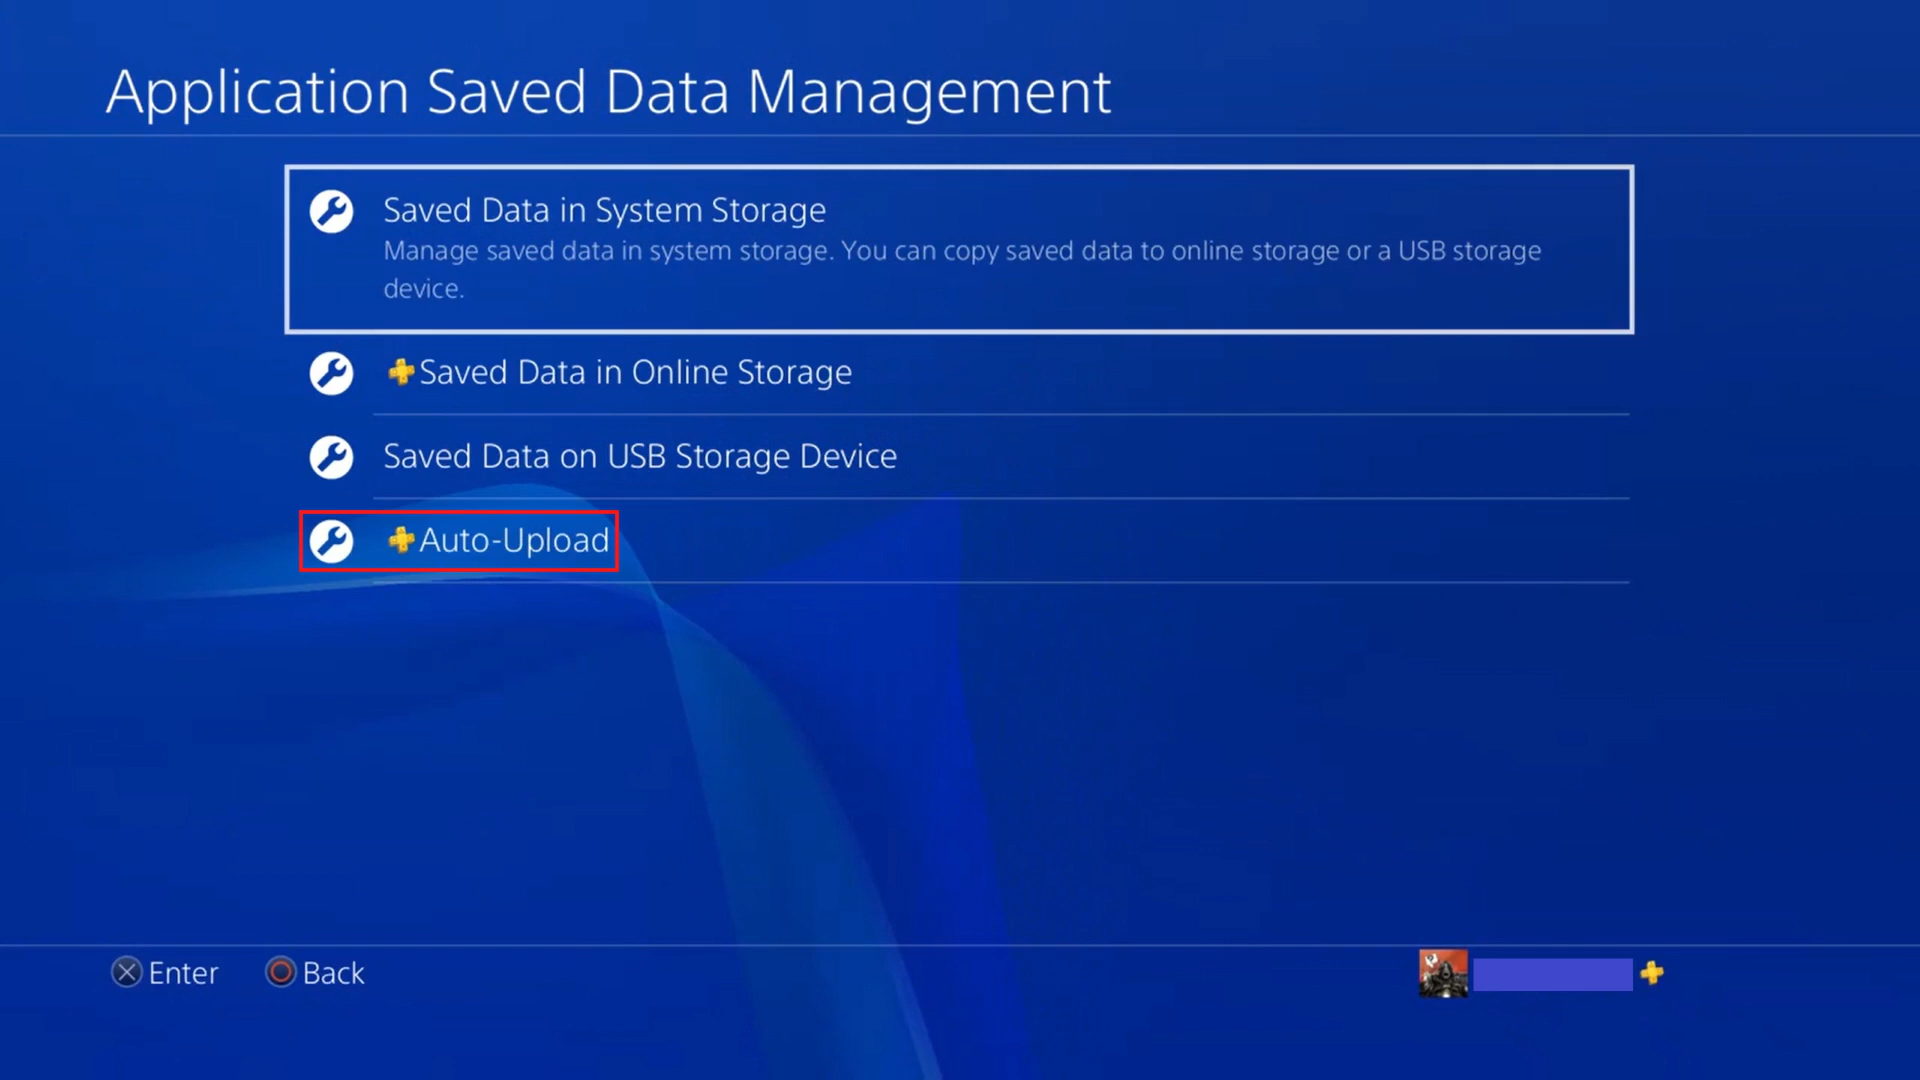 Application Saved Data Management
Saved Data in System Storage
Manage saved data in system storage. You can copy saved data to online storage or a USB storage
device.
Saved Data in Online Storage
Saved Data on USB Storage Device
Auto-Upload
Enter Back